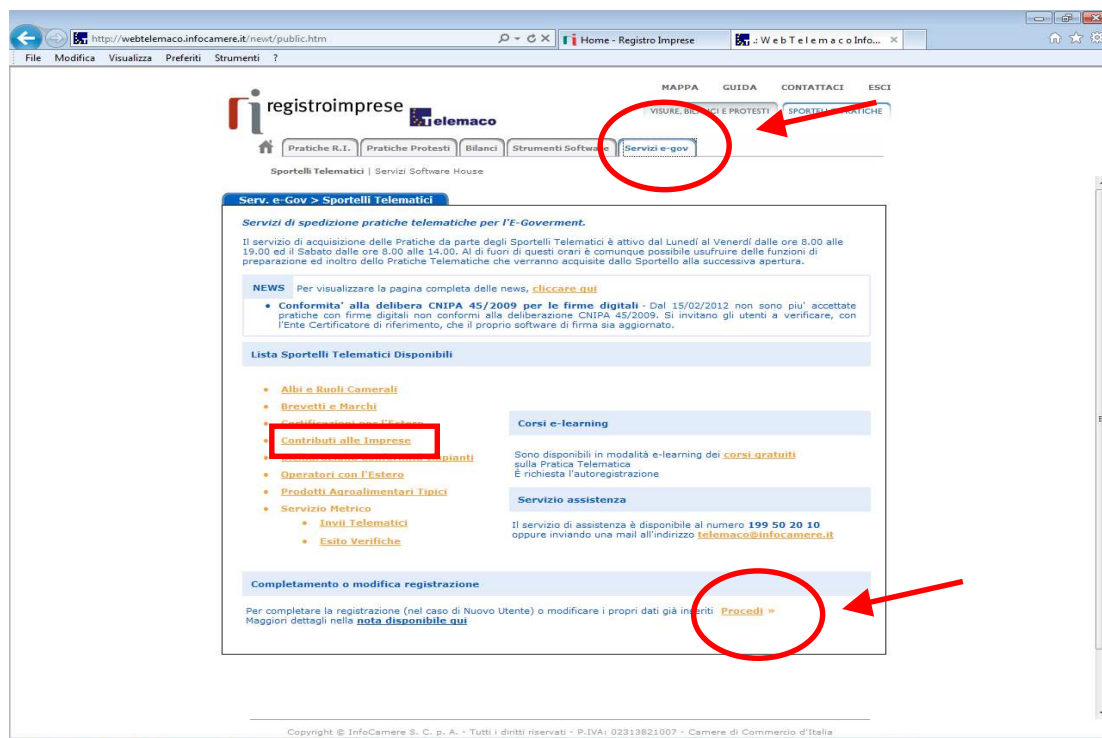 http://webtelemaco.infocamere.it/newt/public.htm
Home - Registro Imprese
.: W e b T e l e m a c o Info...
File Modifica Visualizza Preferiti Strumenti ?
MAPPA GUIDA CONTATTACI ESCI
registroimprese
elemaco
VISURE, E PROTESTI
Pratiche R.I. Pratiche Protesti Bilanci Strumenti Software Servizi e-gov
Sportelli Telematici | Servizi Software House
Serv. e-Gov > Sportelli Telematici
Servizi di spedizione pratiche telematiche per l'E-Goverment.
Il servizio di acquisizione delle Pratiche da parte degli Sportelli Telematici è attivo dal Lunedí al Venerdí dalle ore 8.00 alle
19.00 ed il Sabato dalle ore 8.00 alle 14.00. Al di fuori di questi orari è comunque possibile usufruire delle funzioni di
preparazione ed inoltro dello Pratiche Telematiche che verranno acquisite dallo Sportello alla successiva apertura.
NEWS Per visualizzare la pagina completa delle news, cliccare qui
• Conformita' alla delibera CNIPA 45/2009 per le firme digitali - Dal 15/02/2012 non sono piu' accettate
pratiche con firme digitali non conformi alla deliberazione CNIPA 45/2009. Si invitano gli utenti a verificare, con
l'Ente Certificatore di riferimento, che il proprio software di firma sia aggiornato.
Lista Sportelli Telematici Disponibili
• Albi e Ruoli Camerali
• Brevetti e Marchi
• Certificazioni per l'Estero
• Contributi alle Imprese
• Impianti
• Operatori con l'Estero
• Prodotti Agroalimentari Tipici
• Servizio Metrico
• Invii Telematici
• Esito Verifiche
Corsi e-learning
Sono disponibili in modalità e-learning dei corsi gratuiti
sulla Pratica Telematica
È richiesta l'autoregistrazione
Servizio assistenza
Il servizio di assistenza è disponibile al numero 199 50 20 10
oppure inviando una mail all'indirizzo telemaco@infocamere.it
Completamento o modifica registrazione
Per completare la registrazione (nel caso di Nuovo Utente) o modificare i propri dati già inseriti Procedi »
Maggiori dettagli nella nota disponibile qui
Copyright © InfoCamere S. C. p. A. - Tutti i diritti riservati - P.IVA: 02313821007 - Camere di Commercio d'Italia